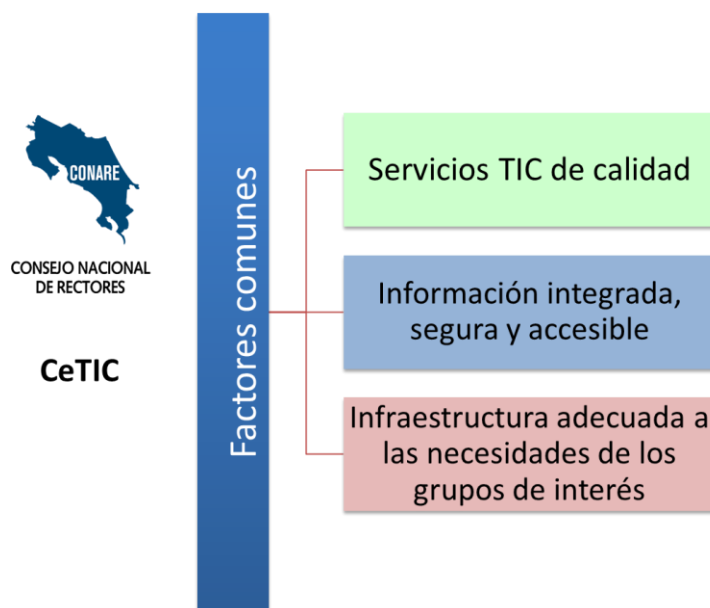 CONARE
CONSEJO NACIONAL
DE RECTORES
CeTIC
Factores comunes
Servicios TIC de calidad
Información integrada,
segura y accesible
Infraestructura adecuada a
las necesidades de los
grupos de interés